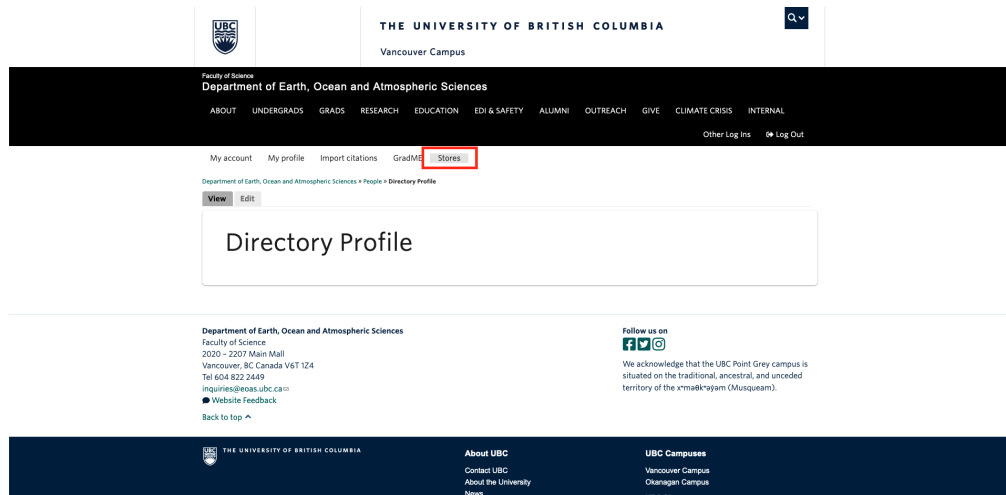 UBC
THE UNIVERSITY OF BRITISH COLUMBIA
Vancouver Campus
Faculty of Science
Department of Earth, Ocean and Atmospheric Sciences
ABOUT UNDERGRADS GRADS RESEARCH EDUCATION EDI & SAFETY ALUMNI OUTREACH GIVE CLIMATE CRISIS INTERNAL
Other Log Ins Log Out
My account My profile Import citations GradME Stores
Department of Earth, Ocean and Atmospheric Sciences » People » Directory Profile
View Edit
Directory Profile
Department of Earth, Ocean and Atmospheric Sciences
Faculty of Science
2020 – 2207 Main Mall
Vancouver, BC Canada V6T 1Z4
Tel 604 822 2449
inquiries@eoas.ubc.ca
Website Feedback
Back to top
Follow us on
We acknowledge that the UBC Point Grey campus is
situated on the traditional, ancestral, and unceded
territory of the xʷməθkʷəy̓əm (Musqueam).
UBC THE UNIVERSITY OF BRITISH COLUMBIA
About UBC
Contact UBC
About the University
News
UBC Campuses
Vancouver Campus
Okanagan Campus